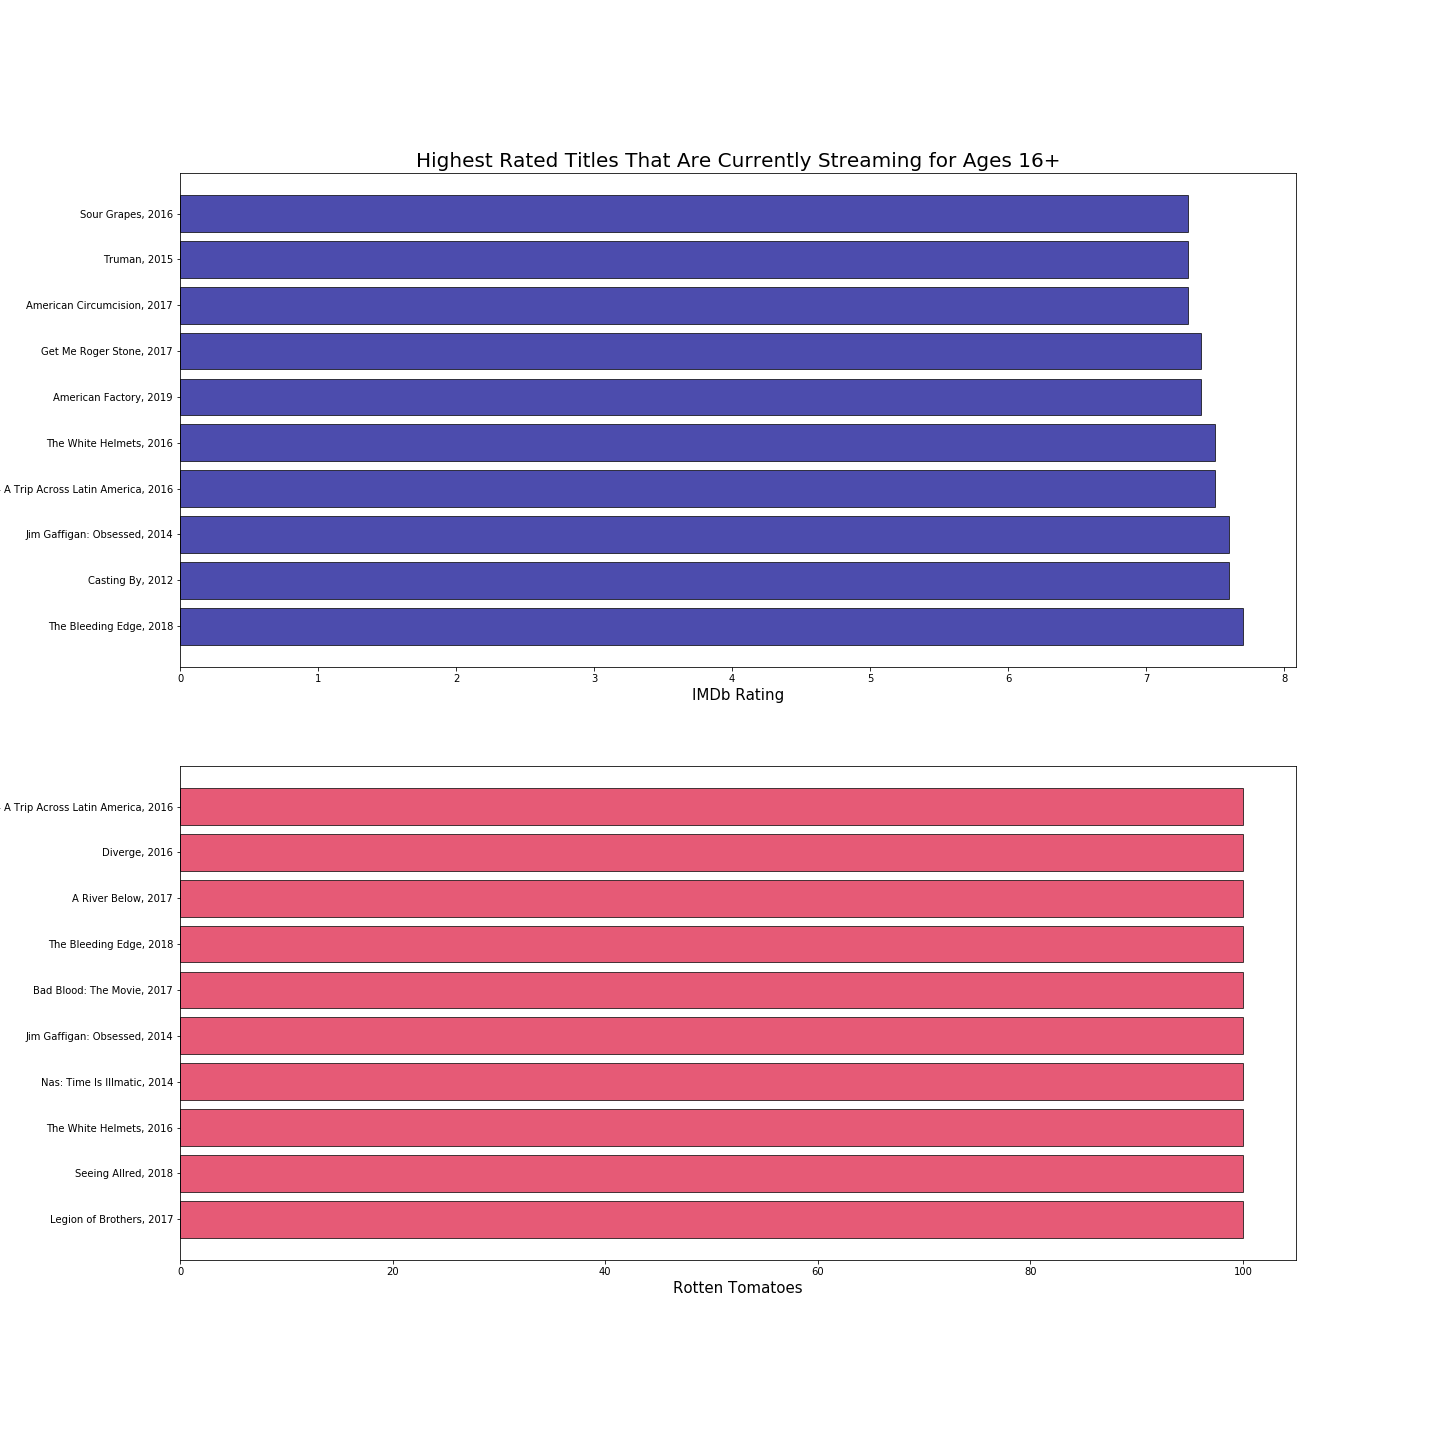 Highest Rated Titles That Are Currently Streaming for Ages 16+
Sour Grapes, 2016
Truman, 2015
American Circumcision, 2017
Get Me Roger Stone, 2017
American Factory, 2019
The White Helmets, 2016
A Trip Across Latin America, 2016
Jim Gaffigan: Obsessed, 2014
Casting By, 2012
The Bleeding Edge, 2018
0 1 2 3 4 5 6 7 8
IMDb Rating
A Trip Across Latin America, 2016
Diverge, 2016
A River Below, 2017
The Bleeding Edge, 2018
Bad Blood: The Movie, 2017
Jim Gaffigan: Obsessed, 2014
Nas: Time Is Illmatic, 2014
The White Helmets, 2016
Seeing Allred, 2018
Legion of Brothers, 2017
0 20 40 60 80 100
Rotten Tomatoes